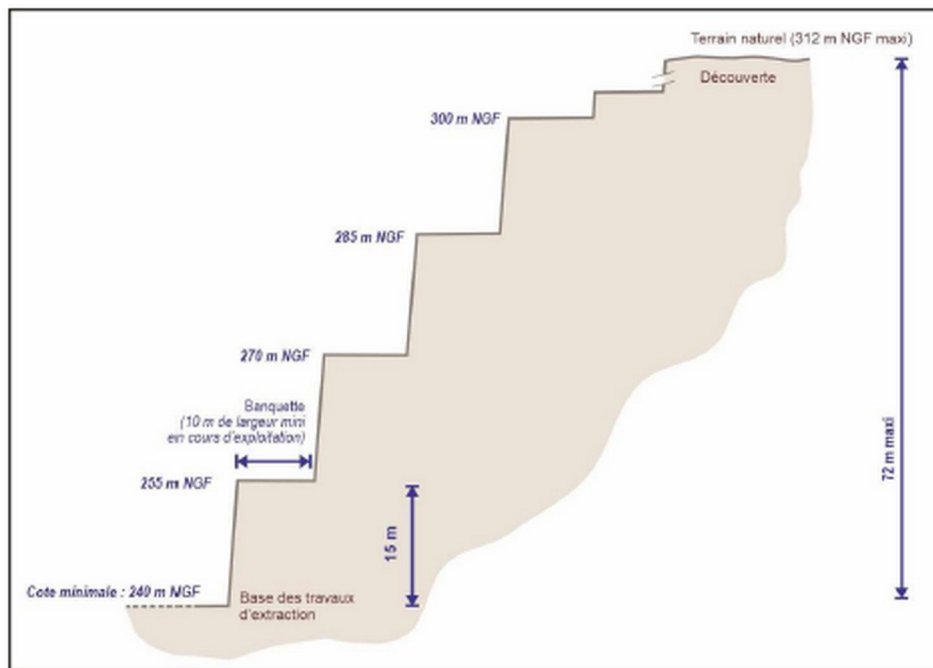 Terrain naturel (312 m NGF maxi)
Découverte
300 m NGF
285 m NGF
270 m NGF
Banquette
(10 m de largeur mini
en cours d'exploitation)
255 m NGF
72 m maxi
15 m
Cote minimale : 240 m NGF
Base des travaux
d'extraction